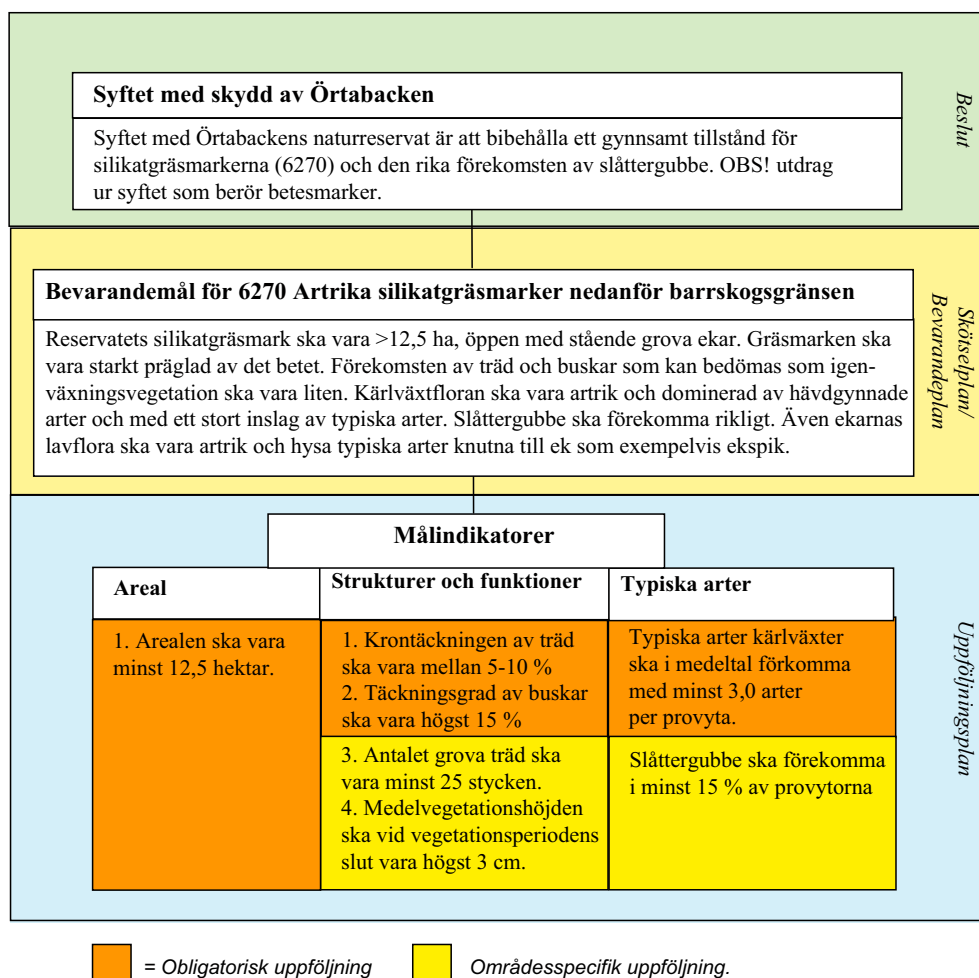 Syftet med skydd av Örtabacken
Syftet med Örtabackens naturreservat är att bibehålla ett gynnsamt tillstånd för
silikatgräsmarkerna (6270) och den rika förekomsten av slåttergubbe. OBS! utdrag
ur syftet som berör betesmarker.
Beslut
Bevarandemål för 6270 Artrika silikatgräsmarker nedanför barrskogsgränsen
Reservatets silikatgräsmark ska vara >12,5 ha, öppen med stående grova ekar. Gräsmarken ska
vara starkt präglad av det betet. Förekomsten av träd och buskar som kan bedömas som igen-
växningsvegetation ska vara liten. Kärlväxtfloran ska vara artrik och dominerad av hävdgynnade
arter och med ett stort inslag av typiska arter. Slåttergubbe ska förekomma rikligt. Även ekarnas
lavflora ska vara artrik och hysa typiska arter knutna till ek som exempelvis ekspik.
Skötselplan/
Bevarandeplan
Målindikatorer
Areal
1. Arealen ska vara
minst 12,5 hektar.
Strukturer och funktioner
1. Krontäckningen av träd
ska vara mellan 5-10 %
2. Täckningsgrad av buskar
ska vara högst 15 %
3. Antalet grova träd ska
vara minst 25 stycken.
4. Medelvegetationshöjden
ska vid vegetationsperiodens
slut vara högst 3 cm.
Typiska arter
Typiska arter kärlväxter
ska i medeltal förkomma
med minst 3,0 arter
per provyta.
Slåttergubbe ska förekomma
i minst 15 % av provytorna
Uppföljningsplan
= Obligatorisk uppföljning
Områdesspecifik uppföljning.